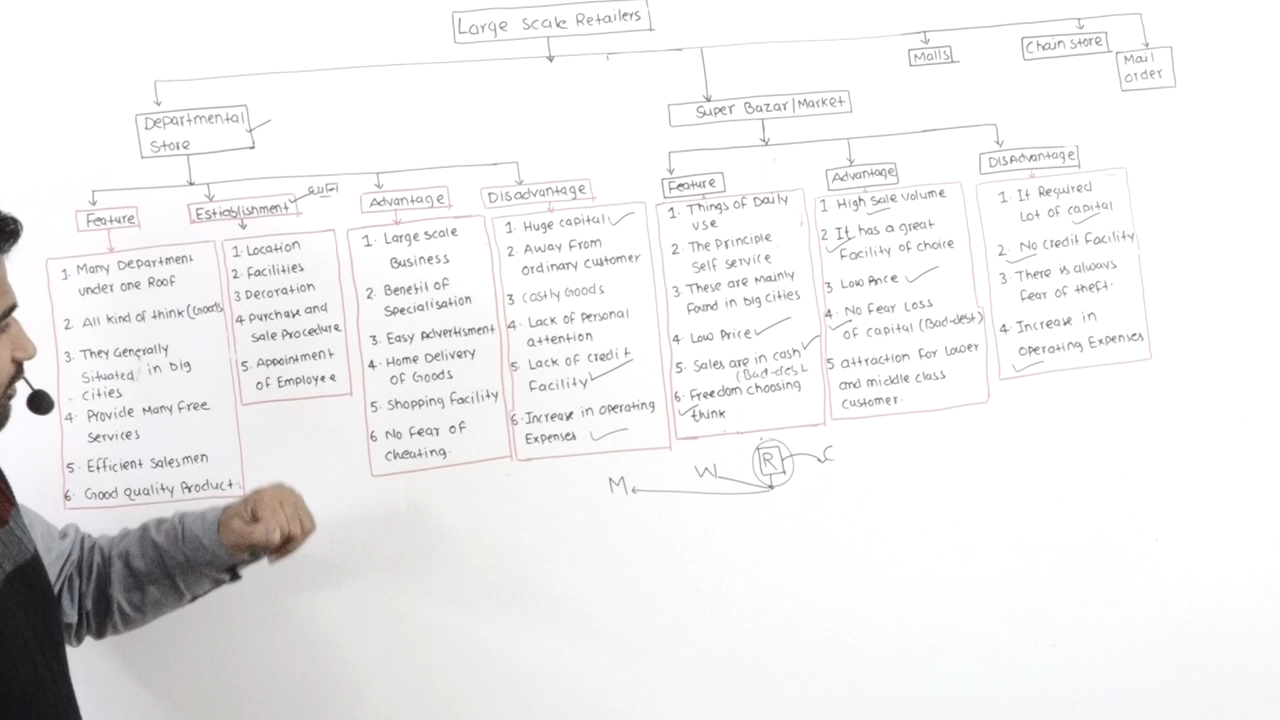 Large Scale Retailers
Malls
Chain store
Mail
order
Departmental
Store
Super Bazar/Market
Feature
Estiablishment
Advantage
Disadvantage
Feature
Advantage
DISAdvantage
1. Many Department
under one Roof
2. All kind of think (Goods
3. They Generally
Situated in big
cities
4. Provide Many Free
Services
5. Efficient Salesmen
6. Good quality Product.
1. Location
2. Facilities
3 Decoration
4 Purchase and
Sale Procedure
5. Appointment
of Employee
1. Large scale
Business
2. Benefit of
Specialisation
3. Easy Advertisment
4. Home Delivery
of Goods
5. Shopping Facility
6 No Fear of
cheating.
1. Huge capital
2. Away From
ordinary customer
3 costly Goods
4. Lack of Personal
attention
5. Lack of credit
Facility
6. Increase in operating
Expenses
1. Things of Daily
use
2. The Principle
Self service
3. These are Mainly
Found in big cities
4 Low Price
5. Sales are in cash
(Bad-debt
6. Freedom choosing
think
1. High Sale volume
2 It has a great
Facility of choice
3 Low Price
4. No Fear Loss
of capital (Bad-dest)
5 attraction for Lower
and middle class
customer.
1. It Required
Lot of capital
2. No credit Facility
3. There is always
Fear of theft.
4. Increase in
operating Expenses
R
C
W
M